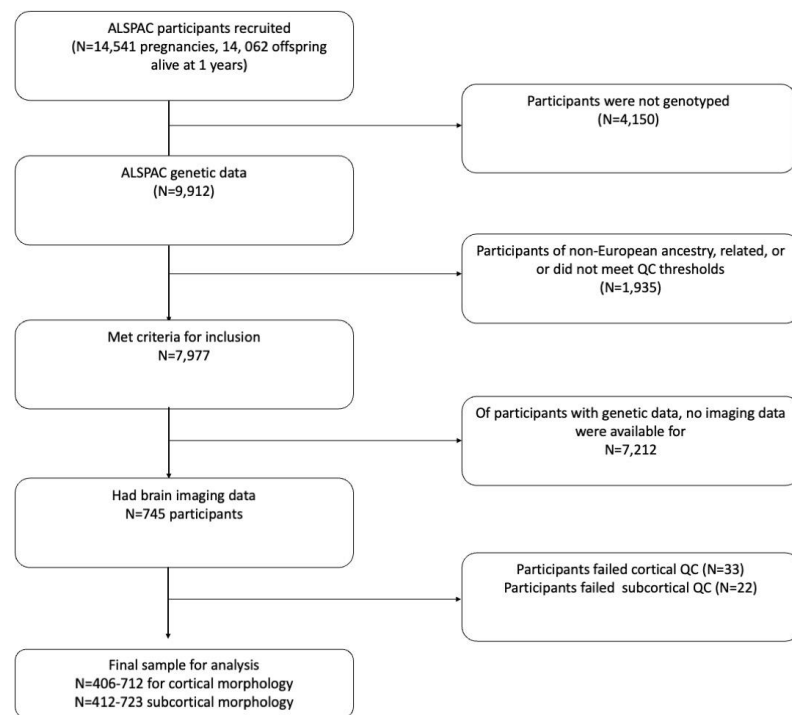 ALSPAC participants recruited
(N=14,541 pregnancies, 14, 062 offspring
alive at 1 years)
Participants were not genotyped
(N=4,150)
ALSPAC genetic data
(N=9,912)
Participants of non-European ancestry, related, or
or did not meet QC thresholds
(N=1,935)
Met criteria for inclusion
N=7,977
Of participants with genetic data, no imaging data
were available for
N=7,212
Had brain imaging data
N=745 participants
Participants failed cortical QC (N=33)
Participants failed subcortical QC (N=22)
Final sample for analysis
N=406-712 for cortical morphology
N=412-723 subcortical morphology